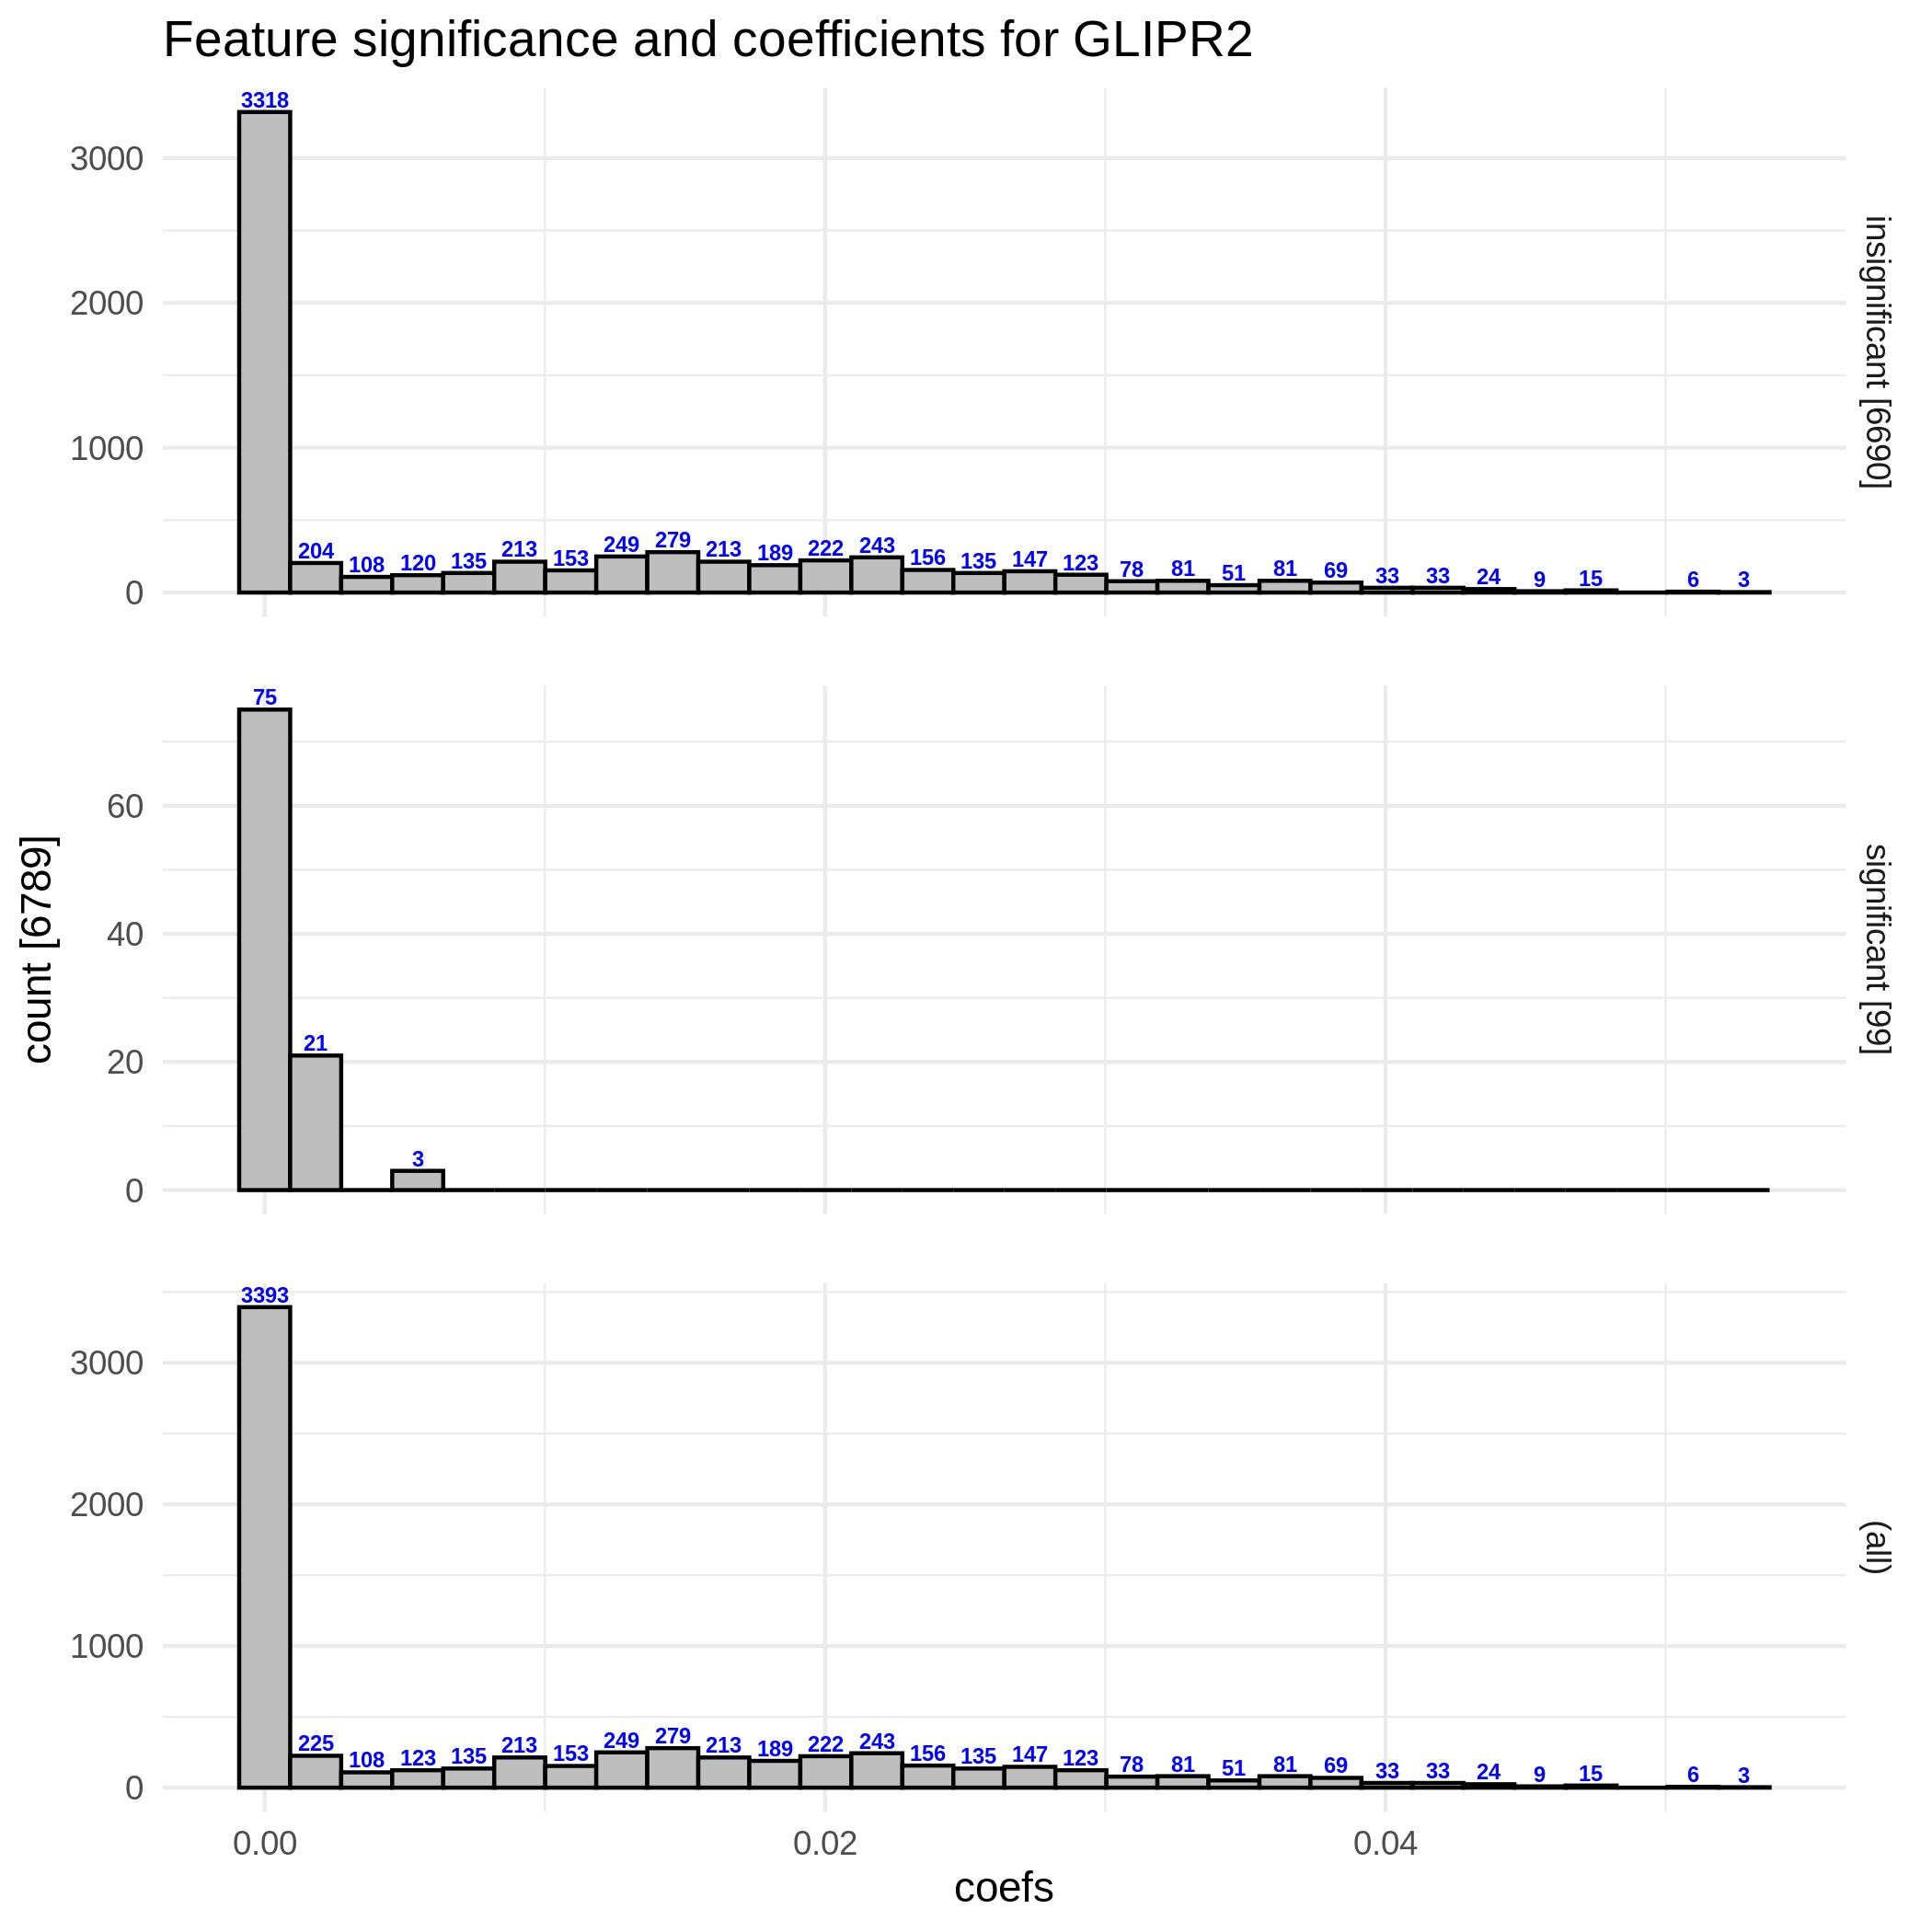 Feature significance and coefficients for GLIPR2
3318
3000
2000
1000
0
204 108 120 135 213 153 249 279 213 189 222 243 156 135 147 123 78 81 51 81 69 33 33 24 9 15 6 3
insignificant [6690]
75
60
40
20
0
21
3
significant [99]
count [6789]
3393
3000
2000
1000
0
225 108 123 135 213 153 249 279 213 189 222 243 156 135 147 123 78 81 51 81 69 33 33 24 9 15 6 3
(all)
0.00 0.02 0.04
coefs